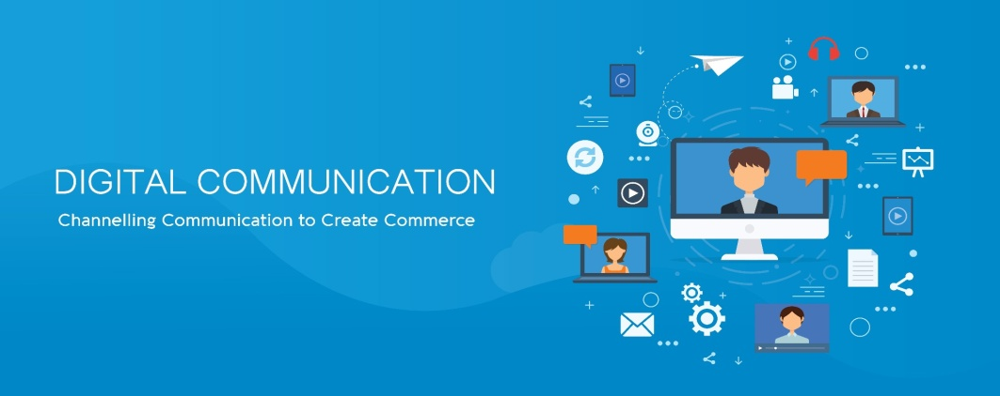 DIGITAL COMMUNICATION
Channelling Communication to Create Commerce